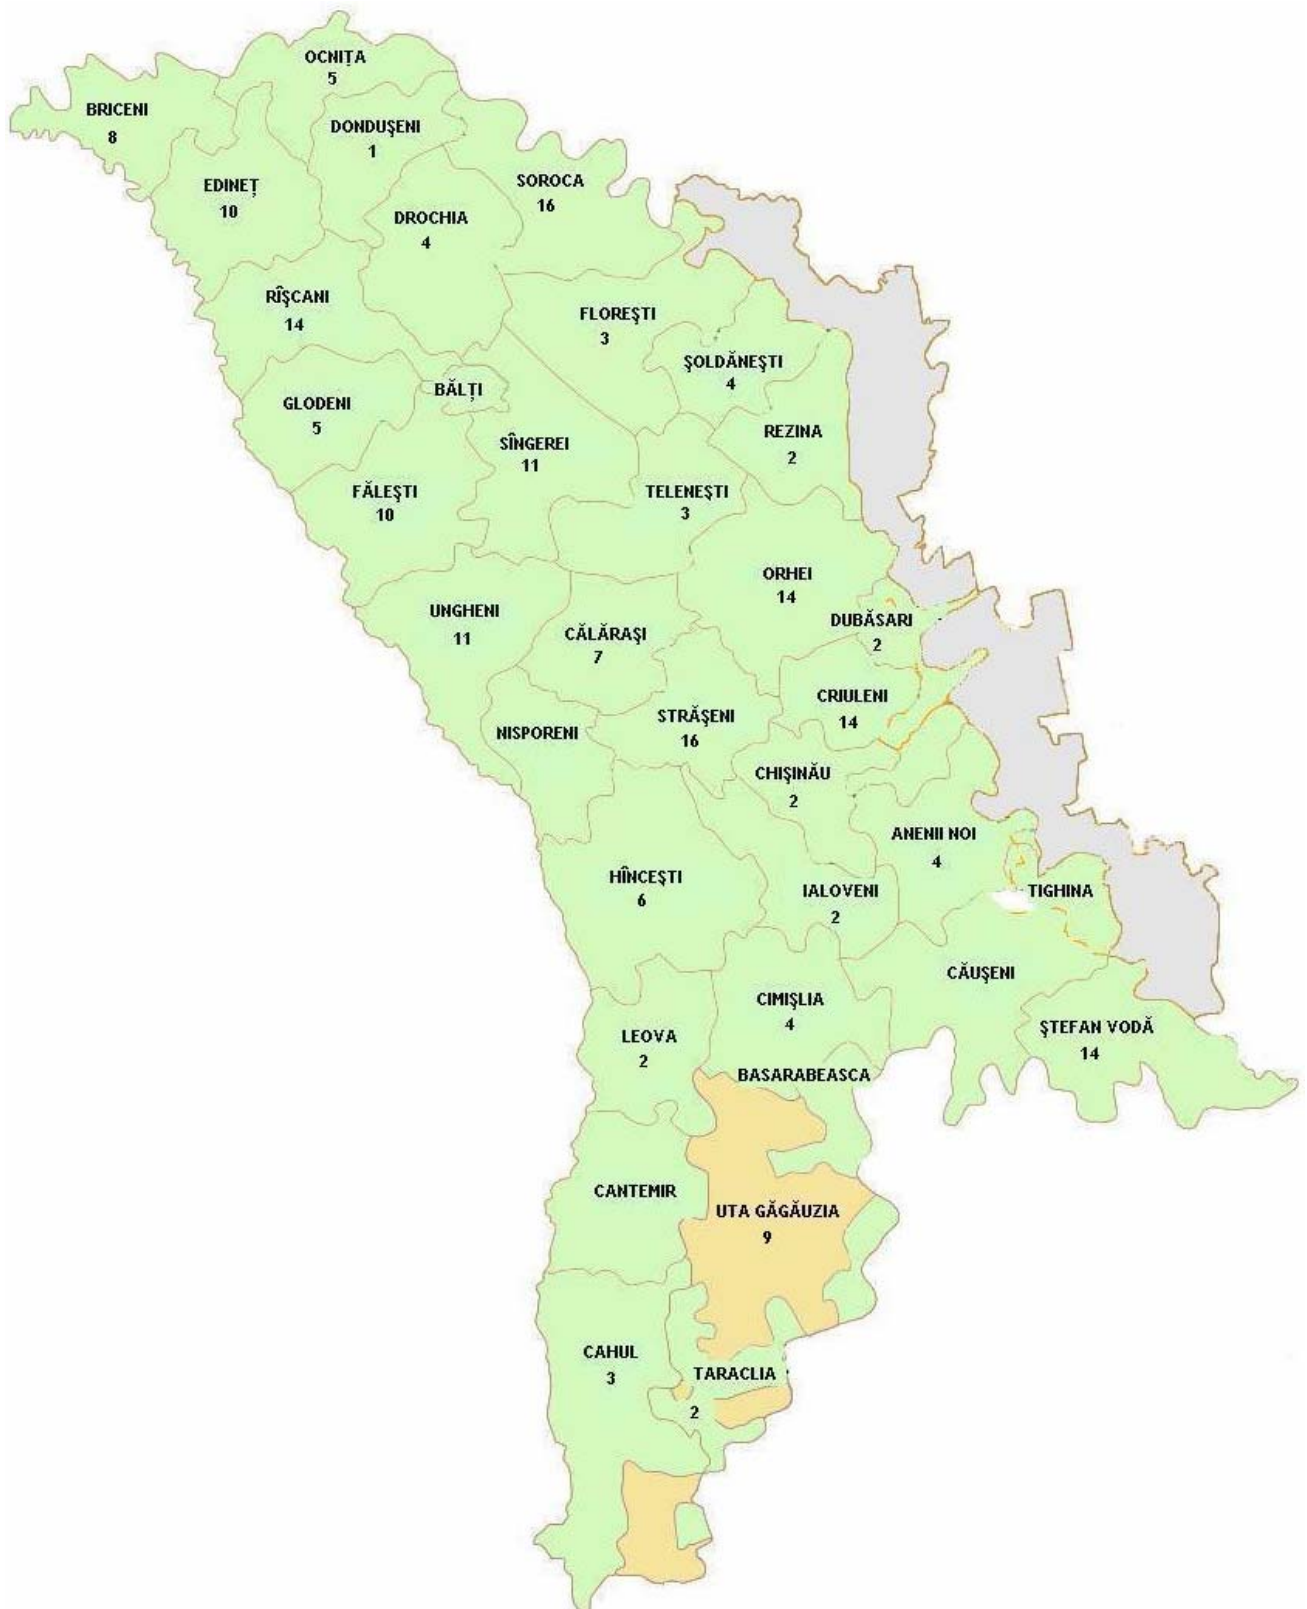 OCNIȚA
5
BRICENI
8
DONDUŞENI
1
EDINEȚ
10
SOROCA
16
DROCHIA
4
RÎŞCANI
14
FLOREŞTI
3
ŞOLDĂNEŞTI
4
BĂLȚI
GLODENI
5
REZINA
2
SÎNGEREI
11
FĂLEŞTI
10
TELENEŞTI
3
ORHEI
14
UNGHENI
11
DUBĂSARI
2
CĂLĂRAŞI
7
CRIULENI
14
STRĂŞENI
16
NISPORENI
CHIŞINĂU
2
ANENII NOI
4
HÎNCEŞTI
6
IALOVENI
2
TIGHINA
CĂUŞENI
CIMIŞLIA
4
ŞTEFAN VODĂ
14
LEOVA
2
BASARABEASCA
CANTEMIR
UTA GĂGĂUZIA
9
CAHUL
3
TARACLIA
2